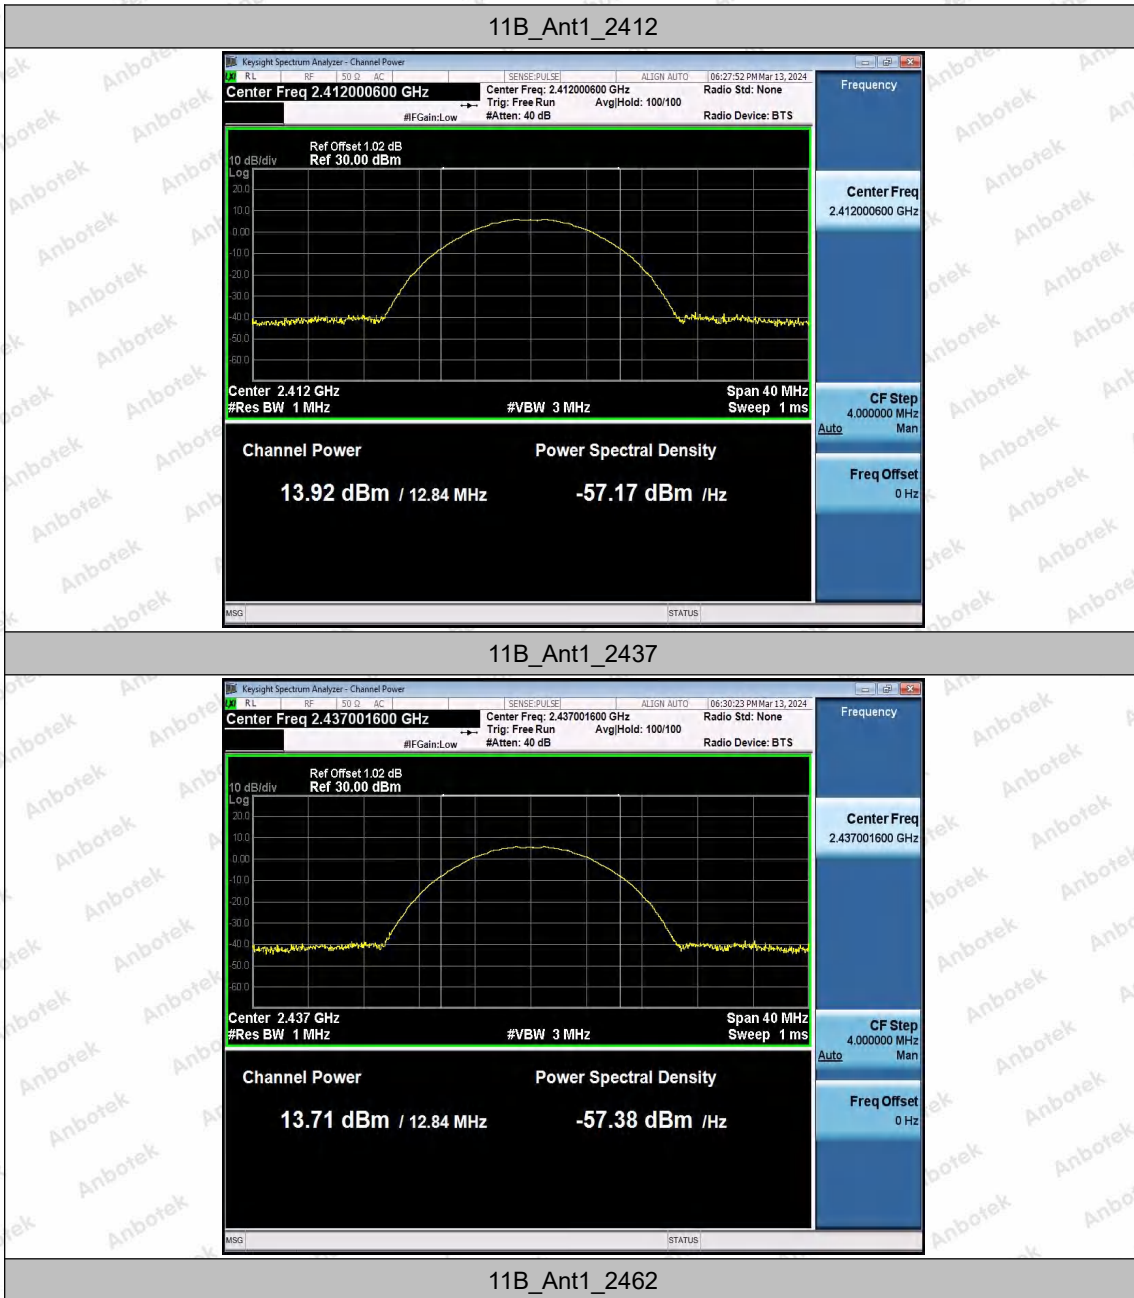 11B_Ant1_2412
Keysight Spectrum Analyzer - Channel Power
LXI RL RF 50 Ω AC SENSE:PULSE ALIGN AUTO 06:27:52 PM Mar 13, 2024
Center Freq 2.412000600 GHz
Center Freq: 2.412000600 GHz Radio Std: None
Trig: Free Run Avg|Hold: 100/100
#IFGain:Low #Atten: 40 dB Radio Device: BTS
Frequency
Ref Offset 1.02 dB
10 dB/div Ref 30.00 dBm
Log
20.0
10.0
0.00
-10.0
-20.0
-30.0
-40.0
-50.0
-60.0
Center 2.412 GHz Span 40 MHz
#Res BW 1 MHz #VBW 3 MHz Sweep 1 ms
Center Freq
2.412000600 GHz
CF Step
4.000000 MHz
Auto Man
Freq Offset
0 Hz
Channel Power Power Spectral Density
13.92 dBm / 12.84 MHz -57.17 dBm /Hz
MSG STATUS
11B_Ant1_2437
Keysight Spectrum Analyzer - Channel Power
LXI RL RF 50 Ω AC SENSE:PULSE ALIGN AUTO 06:30:23 PM Mar 13, 2024
Center Freq 2.437001600 GHz
Center Freq: 2.437001600 GHz Radio Std: None
Trig: Free Run Avg|Hold: 100/100
#IFGain:Low #Atten: 40 dB Radio Device: BTS
Frequency
Ref Offset 1.02 dB
10 dB/div Ref 30.00 dBm
Log
20.0
10.0
0.00
-10.0
-20.0
-30.0
-40.0
-50.0
-60.0
Center 2.437 GHz Span 40 MHz
#Res BW 1 MHz #VBW 3 MHz Sweep 1 ms
Center Freq
2.437001600 GHz
CF Step
4.000000 MHz
Auto Man
Freq Offset
0 Hz
Channel Power Power Spectral Density
13.71 dBm / 12.84 MHz -57.38 dBm /Hz
MSG STATUS
11B_Ant1_2462
Anbotek